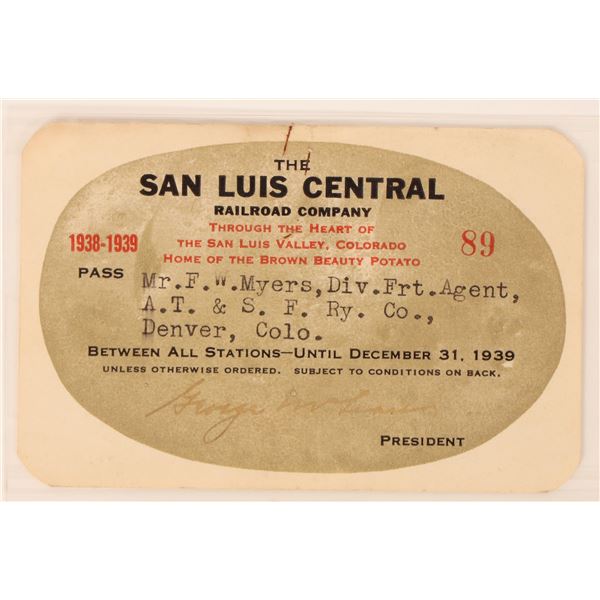 THE
SAN LUIS CENTRAL
RAILROAD COMPANY
THROUGH THE HEART OF
1938-1939 THE SAN LUIS VALLEY, COLORADO 89
HOME OF THE BROWN BEAUTY POTATO
PASS Mr.F.W.Myers,Div.Frt.Agent,
A.T. & S. F. Ry. Co.,
Denver, Colo.
BETWEEN ALL STATIONS—UNTIL DECEMBER 31, 1939
UNLESS OTHERWISE ORDERED. SUBJECT TO CONDITIONS ON BACK.
George
PRESIDENT